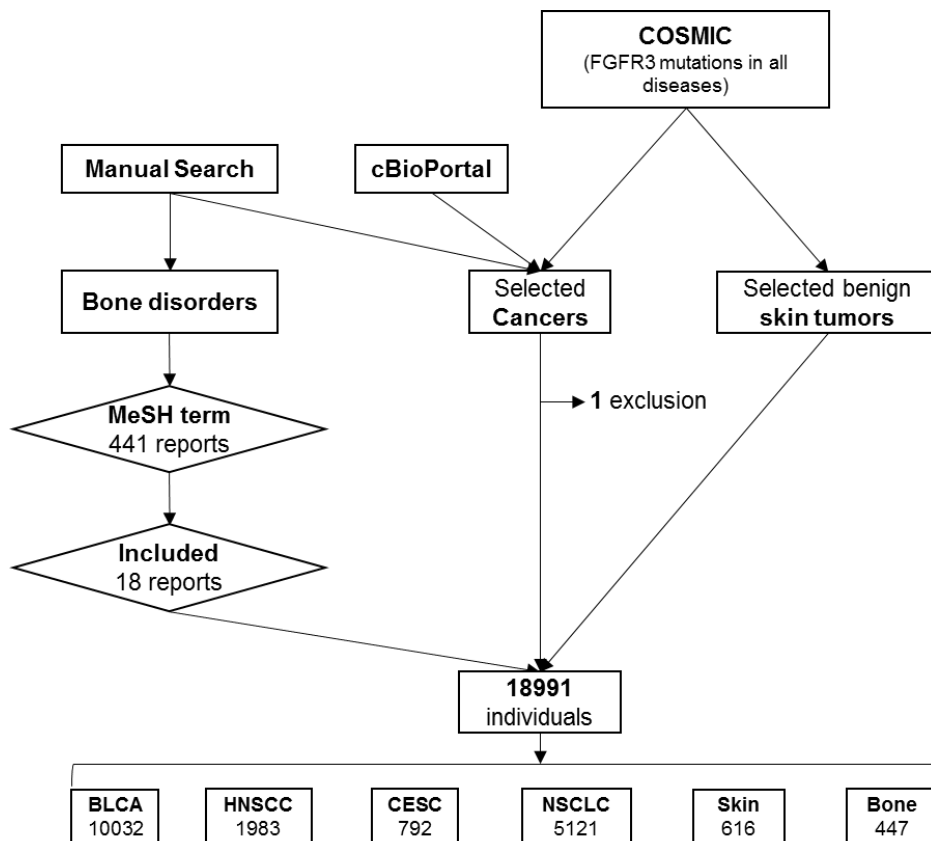 COSMIC
(FGFR3 mutations in all
diseases)
Manual Search
cBioPortal
Bone disorders
Selected
Cancers
Selected benign
skin tumors
MeSH term
441 reports
1 exclusion
Included
18 reports
18991
individuals
BLCA
10032
HNSCC
1983
CESC
792
NSCLC
5121
Skin
616
Bone
447